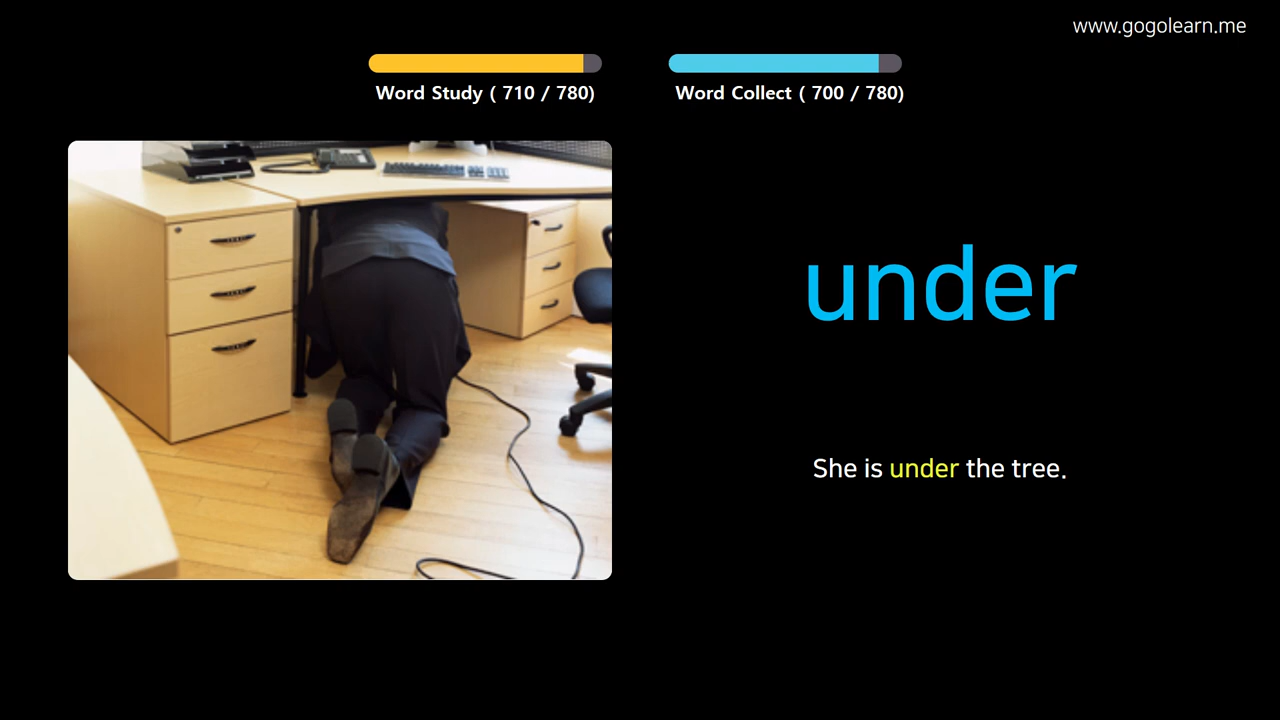 www.gogolearn.me
Word Study ( 710 / 780)
Word Collect ( 700 / 780)
under
She is under the tree.